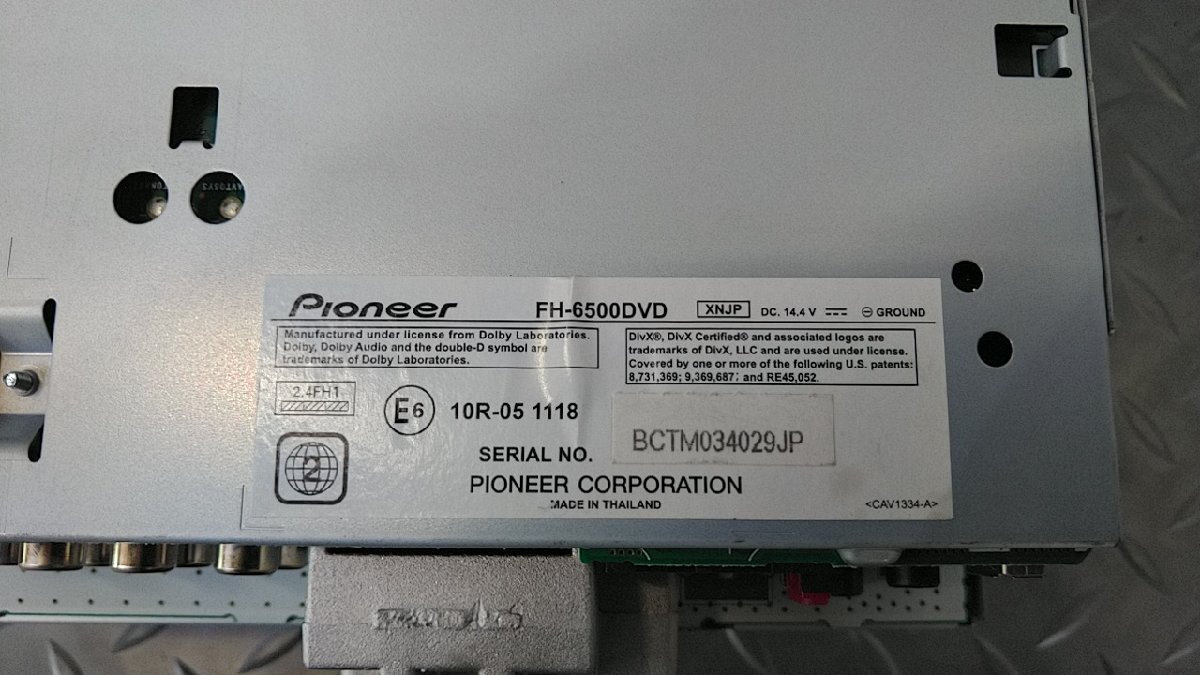 Pioneer
FH-6500DVD
XNJP
DC. 14.4 V
⊖ GROUND
Manufactured under license from Dolby Laboratories.
Dolby, Dolby Audio and the double-D symbol are
trademarks of Dolby Laboratories.
DivX®, DivX Certified® and associated logos are
trademarks of DivX, LLC and are used under license.
Covered by one or more of the following U.S. patents:
8,731,369; 9,369,687; and RE45,052.
2.4FH1
E6
10R-05 1118
2
SERIAL NO.
BCTM034029JP
PIONEER CORPORATION
MADE IN THAILAND
<CAV1334-A>